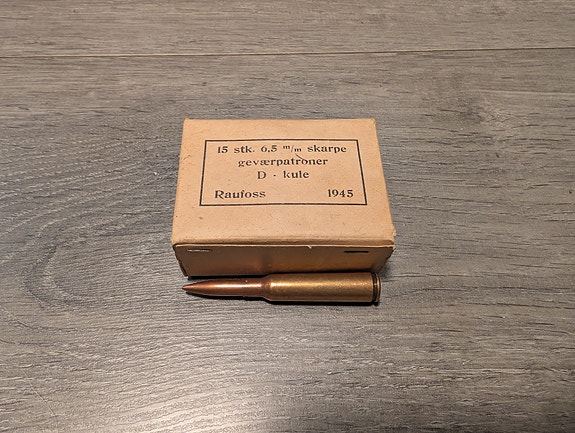 15 stk. 6,5 m/m skarpe
geværpatroner
D - kule
Raufoss 1945